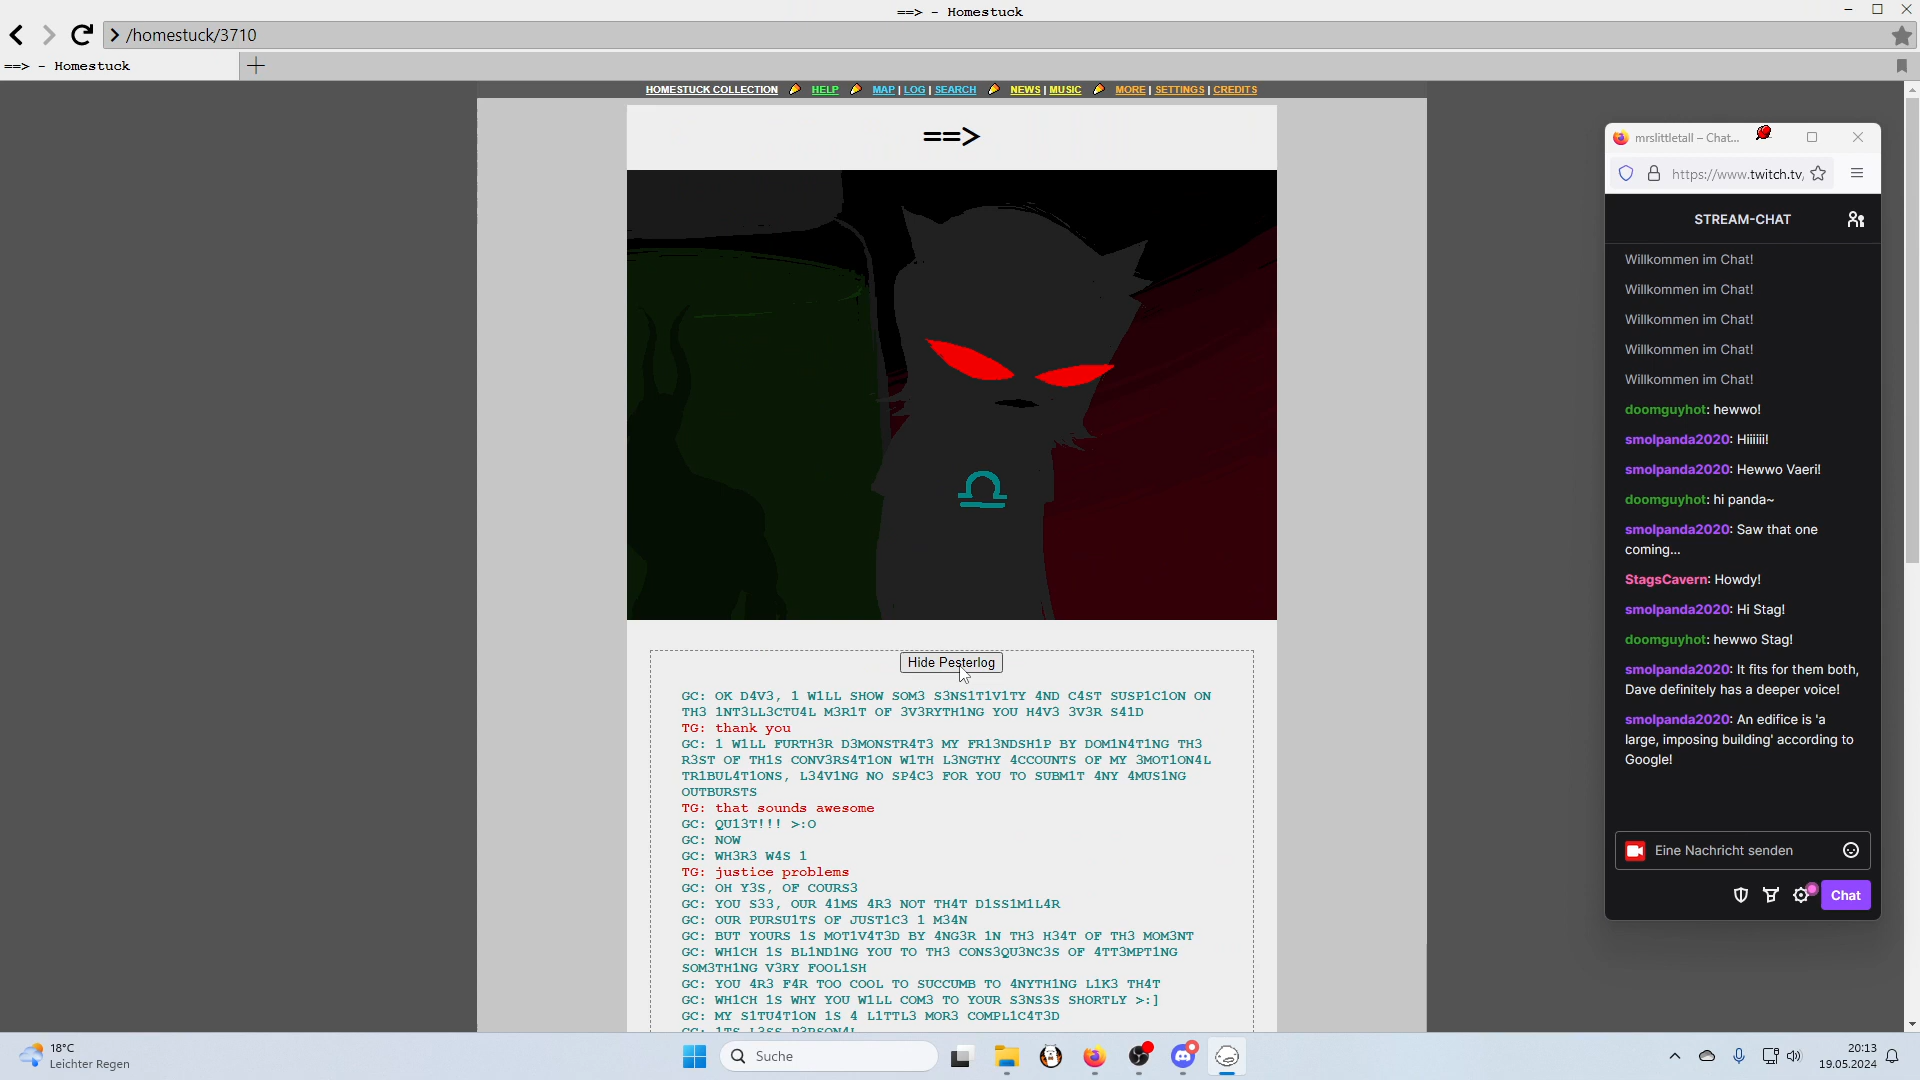 ==> - Homestuck
/homestuck/3710
==> - Homestuck
HOMESTUCK COLLECTION HELP MAP | LOG | SEARCH NEWS | MUSIC MORE | SETTINGS | CREDITS
==>
Hide Pesterlog
GC: OK D4V3, 1 W1LL SHOW SOM3 S3NS1T1V1TY 4ND C4ST SUSP1C1ON ON
TH3 1NT3LL3CTU4L M3R1T OF 3V3RYTH1NG YOU H4V3 3V3R S41D
TG: thank you
GC: 1 W1LL FURTH3R D3MONSTR4T3 MY FR13NDSH1P BY DOM1N4T1NG TH3
R3ST OF TH1S CONV3RS4T1ON W1TH L3NGTHY 4CCOUNTS OF MY 3MOT1ON4L
TR1BUL4T1ONS, L34V1NG NO SP4C3 FOR YOU TO SUBM1T 4NY 4MUS1NG
OUTBURSTS
TG: that sounds awesome
GC: QU13T!!! >:O
GC: NOW
GC: WH3R3 W4S 1
TG: justice problems
GC: OH Y3S, OF COURS3
GC: YOU S33, OUR 41MS 4R3 NOT TH4T D1SS1M1L4R
GC: OUR PURSU1TS OF JUST1C3 1 M34N
GC: BUT YOURS 1S MOT1V4T3D BY 4NG3R 1N TH3 H34T OF TH3 MOM3NT
GC: WH1CH 1S BL1ND1NG YOU TO TH3 CONS3QU3NC3S OF 4TT3MPT1NG
SOM3TH1NG V3RY FOOL1SH
GC: YOU 4R3 F4R TOO COOL TO SUCCUMB TO 4NYTH1NG L1K3 TH4T
GC: WH1CH 1S WHY YOU W1LL COM3 TO YOUR S3NS3S SHORTLY >:]
GC: MY S1TU4T1ON 1S 4 L1TTL3 MOR3 COMPL1C4T3D
GC: 1TS L3SS P3RSON4L
mrslittletall – Chat...
https://www.twitch.tv,
STREAM-CHAT
Willkommen im Chat!
Willkommen im Chat!
Willkommen im Chat!
Willkommen im Chat!
Willkommen im Chat!
doomguyhot: hewwo!
smolpanda2020: Hiiiiii!
smolpanda2020: Hewwo Vaeri!
doomguyhot: hi panda~
smolpanda2020: Saw that one
coming...
StagsCavern: Howdy!
smolpanda2020: Hi Stag!
doomguyhot: hewwo Stag!
smolpanda2020: It fits for them both,
Dave definitely has a deeper voice!
smolpanda2020: An edifice is 'a
large, imposing building' according to
Google!
Eine Nachricht senden
Chat
18°C
Leichter Regen
Suche
20:13
19.05.2024